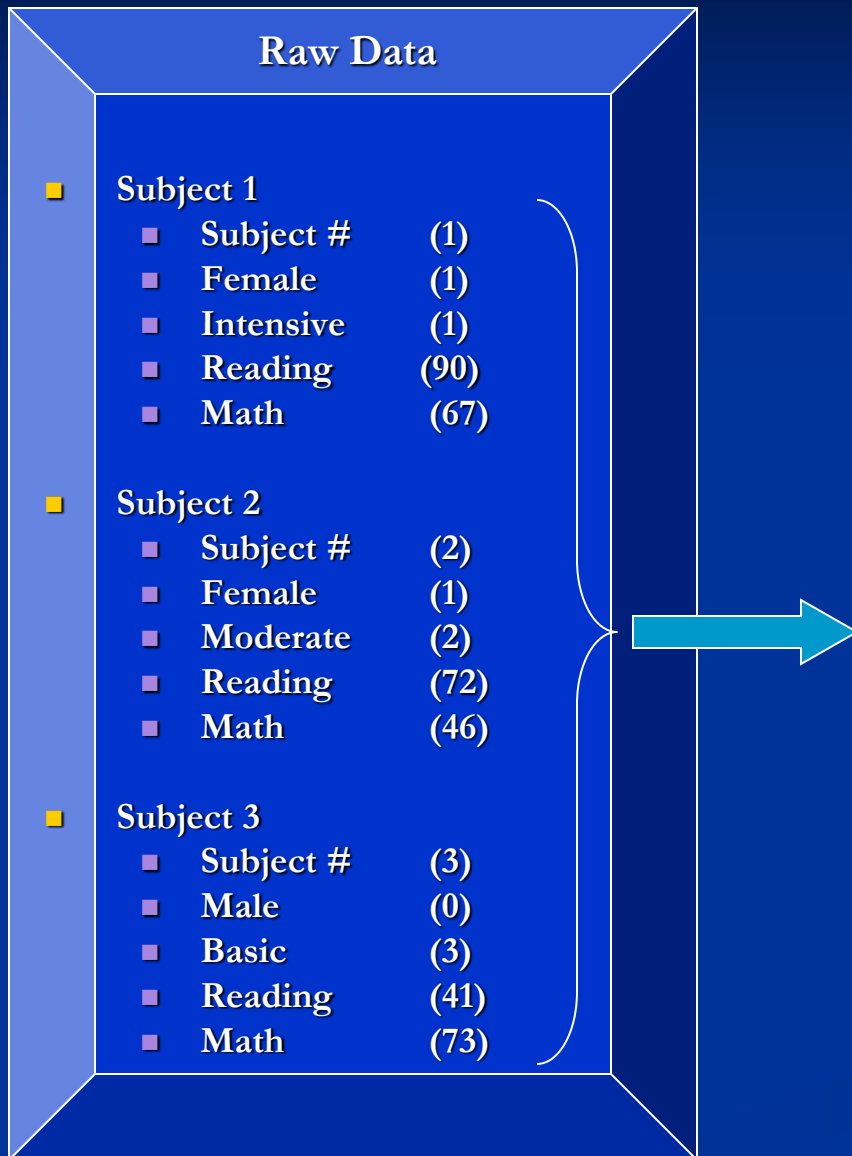 Raw Data
Subject 1
Subject # (1)
Female (1)
Intensive (1)
Reading (90)
Math (67)
Subject 2
Subject # (2)
Female (1)
Moderate (2)
Reading (72)
Math (46)
Subject 3
Subject # (3)
Male (0)
Basic (3)
Reading (41)
Math (73)